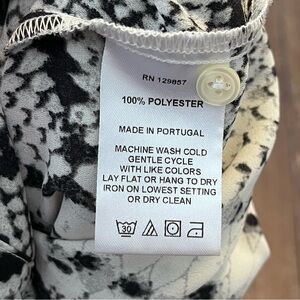 RN 129857
100% POLYESTER
MADE IN PORTUGAL
MACHINE WASH COLD
GENTLE CYCLE
WITH LIKE COLORS
LAY FLAT OR HANG TO DRY
IRON ON LOWEST SETTING
OR DRY CLEAN
30